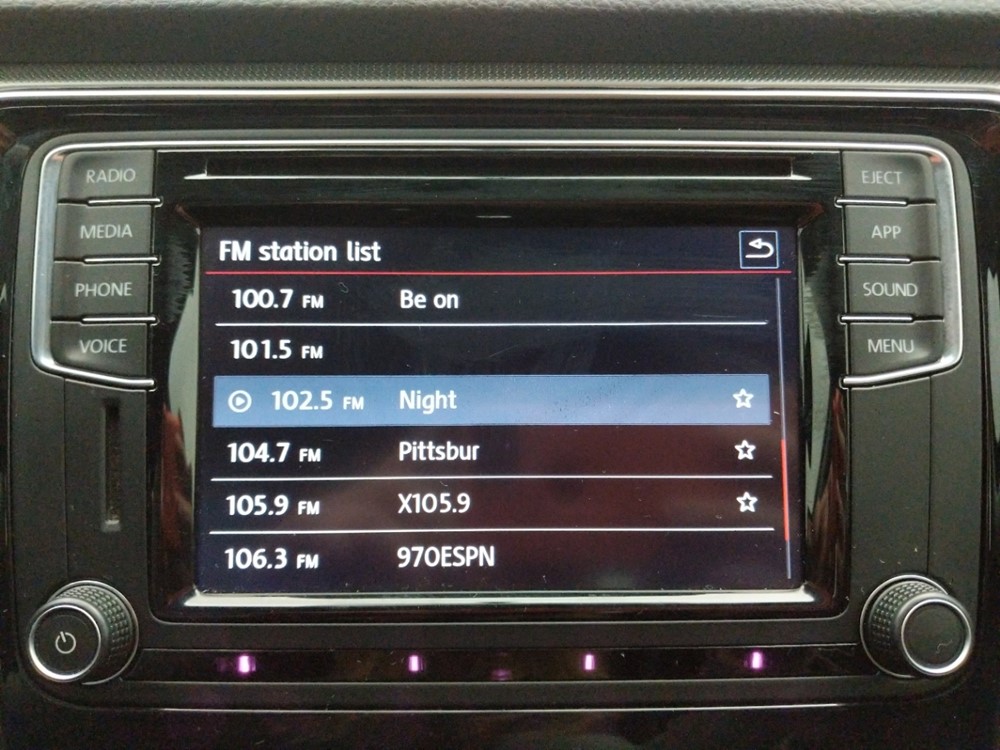 RADIO
EJECT
MEDIA
APP
PHONE
SOUND
VOICE
MENU
FM station list
100.7 FM Be on
101.5 FM
102.5 FM Night
104.7 FM Pittsbur
105.9 FM X105.9
106.3 FM 970ESPN